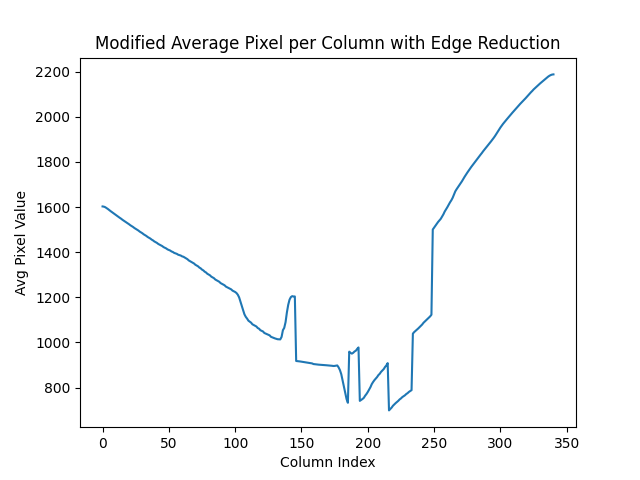 Modified Average Pixel per Column with Edge Reduction
2200
2000
1800
1600
1400
1200
1000
800
Avg Pixel Value
0 50 100 150 200 250 300 350
Column Index